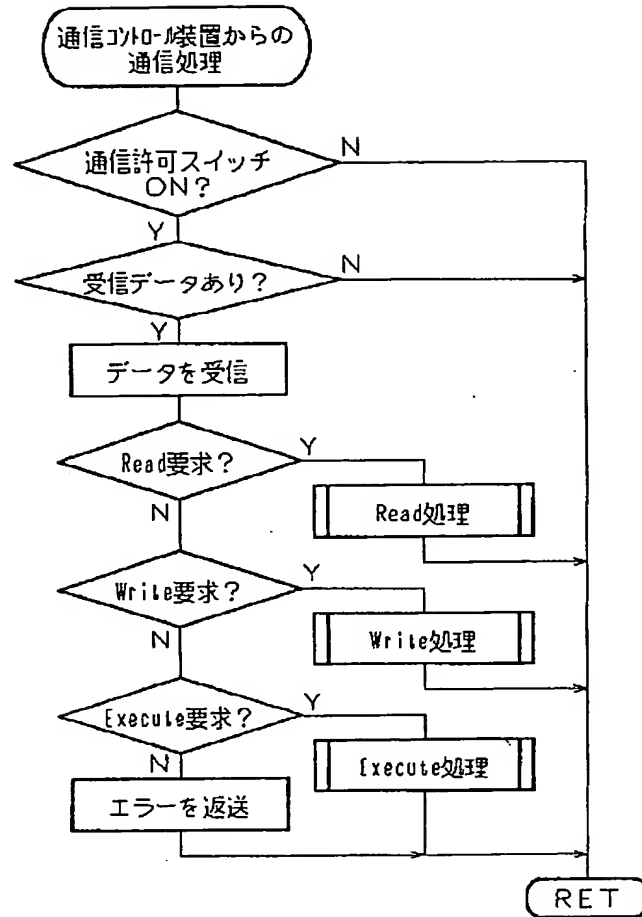 通信コントロール装置からの
通信処理
通信許可スイッチ
ON?
N
Y
受信データあり?
N
Y
データを受信
Read要求?
Y
N
Read処理
Write要求?
Y
N
Write処理
Execute要求?
Y
N
Execute処理
エラーを返送
RET